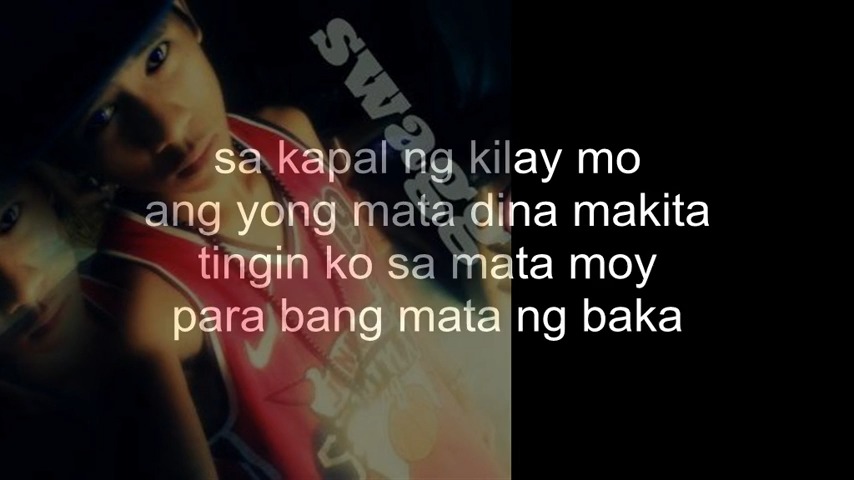 swagg
sa kapal ng kilay mo
ang yong mata dina makita
tingin ko sa mata moy
para bang mata ng baka